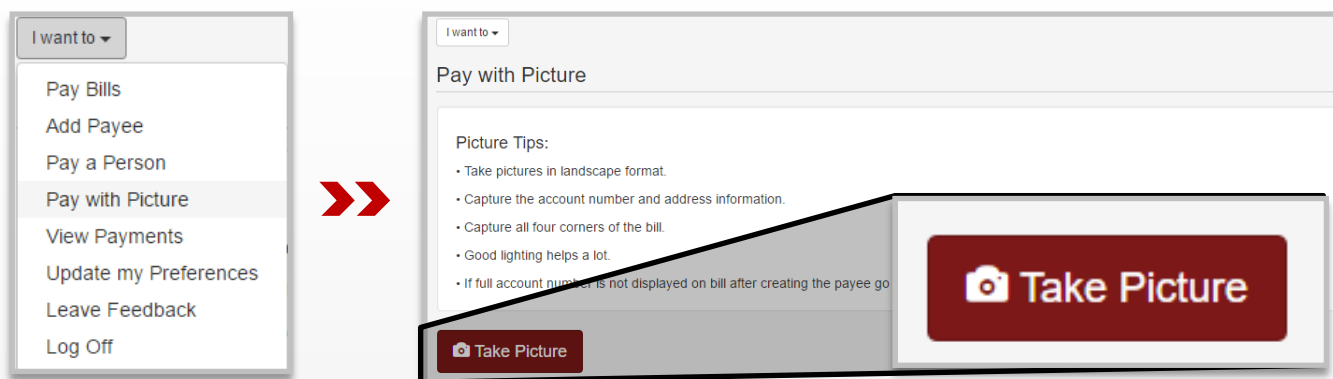 I want to
Pay Bills
Add Payee
Pay a Person
Pay with Picture
View Payments
Update my Preferences
Leave Feedback
Log Off
I want to
Pay with Picture
Picture Tips:
• Take pictures in landscape format.
• Capture the account number and address information.
• Capture all four corners of the bill.
• Good lighting helps a lot.
• If full account number is not displayed on bill after creating the payee go
Take Picture
Take Picture